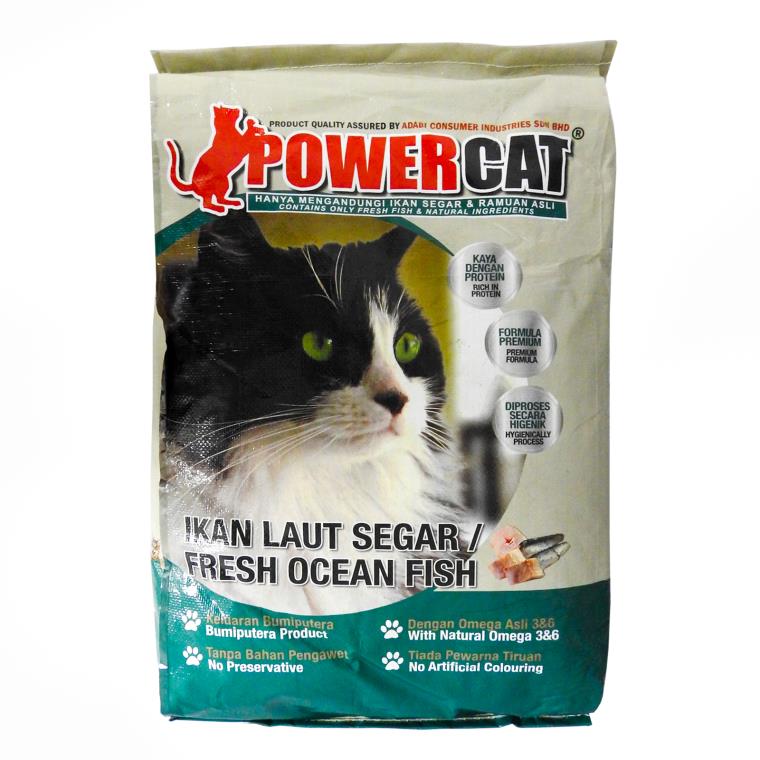 PRODUCT QUALITY ASSURED BY ADABI CONSUMER INDUSTRIES SDN BHD
POWERCAT®
HANYA MENGANDUNGI IKAN SEGAR & RAMUAN ASLI
CONTAINS ONLY FRESH FISH & NATURAL INGREDIENTS
KAYA
DENGAN
PROTEIN
RICH IN
PROTEIN
FORMULA
PREMIUM
PREMIUM
FORMULA
DIPROSES
SECARA
HIGENIK
HYGIENICALLY
PROCESS
IKAN LAUT SEGAR /
FRESH OCEAN FISH
Keluaran Bumiputera
Bumiputera Product
Tanpa Bahan Pengawet
No Preservative
Dengan Omega Asli 3&6
With Natural Omega 3&6
Tiada Pewarna Tiruan
No Artificial Colouring